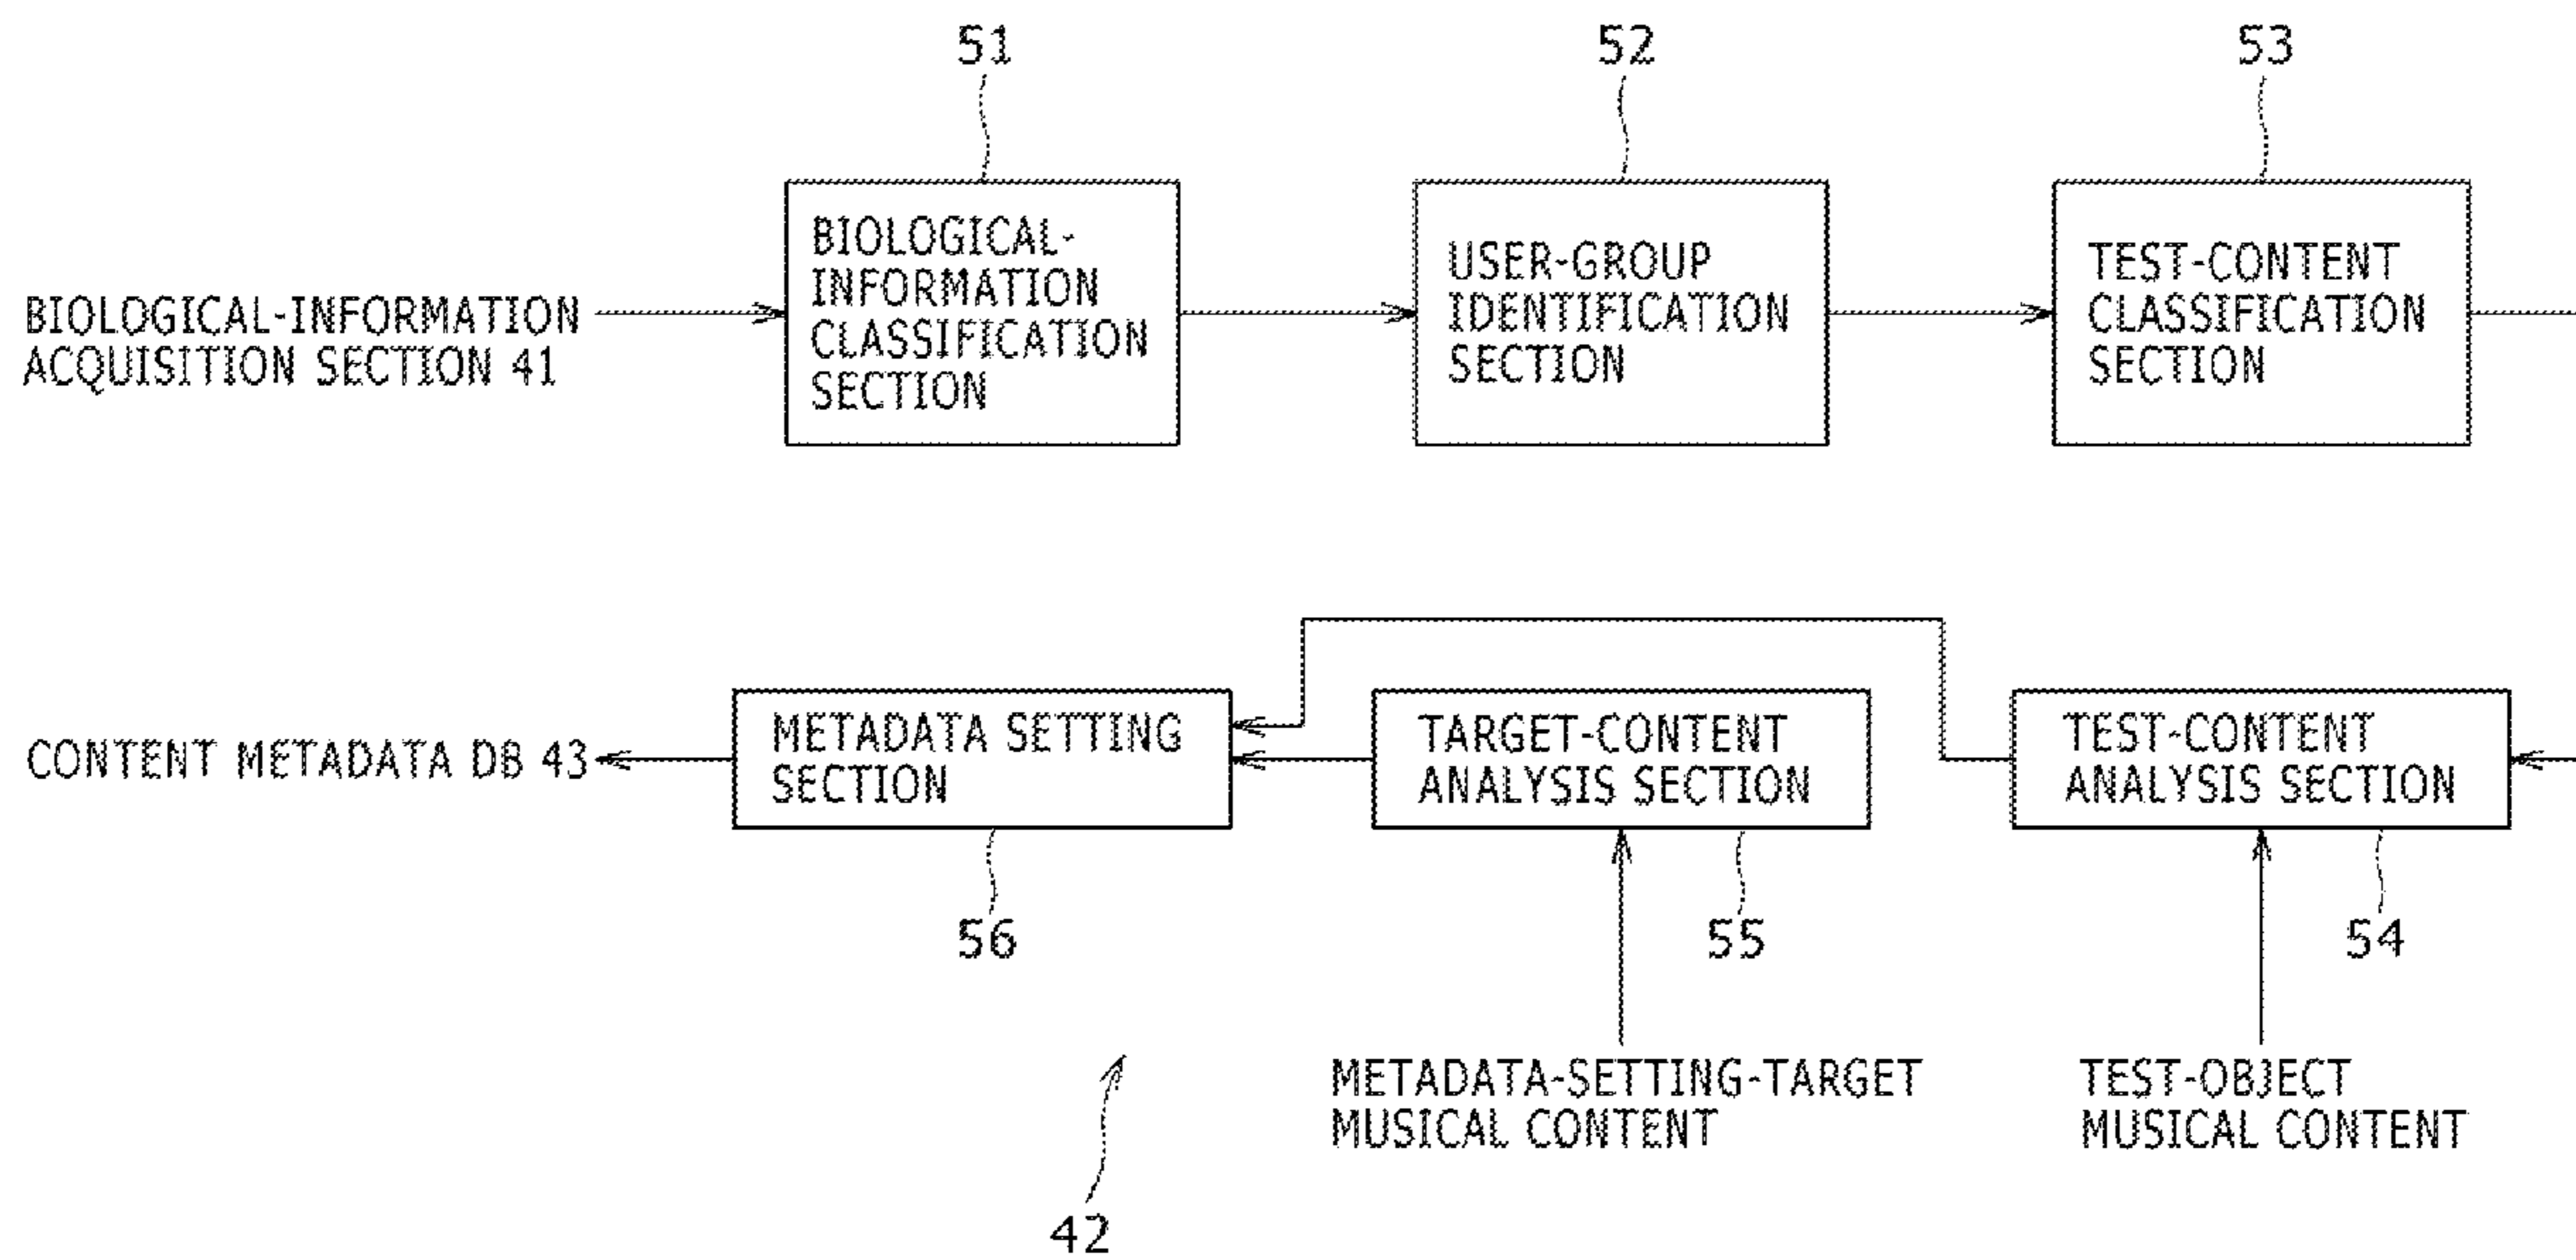 51
52
53
BIOLOGICAL-INFORMATION
ACQUISITION SECTION 41
BIOLOGICAL-
INFORMATION
CLASSIFICATION
SECTION
USER-GROUP
IDENTIFICATION
SECTION
TEST-CONTENT
CLASSIFICATION
SECTION
CONTENT METADATA DB 43
METADATA SETTING
SECTION
TARGET-CONTENT
ANALYSIS SECTION
TEST-CONTENT
ANALYSIS SECTION
56
55
54
METADATA-SETTING-TARGET
MUSICAL CONTENT
TEST-OBJECT
MUSICAL CONTENT
42